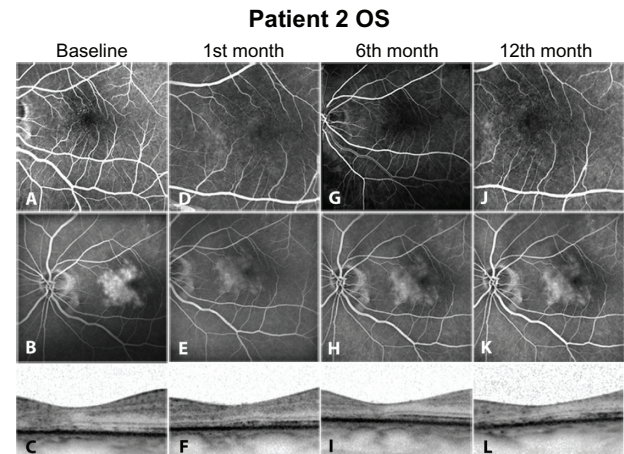 Patient 2 OS
Baseline 1st month 6th month 12th month
A D G J
B E H K
C F I L